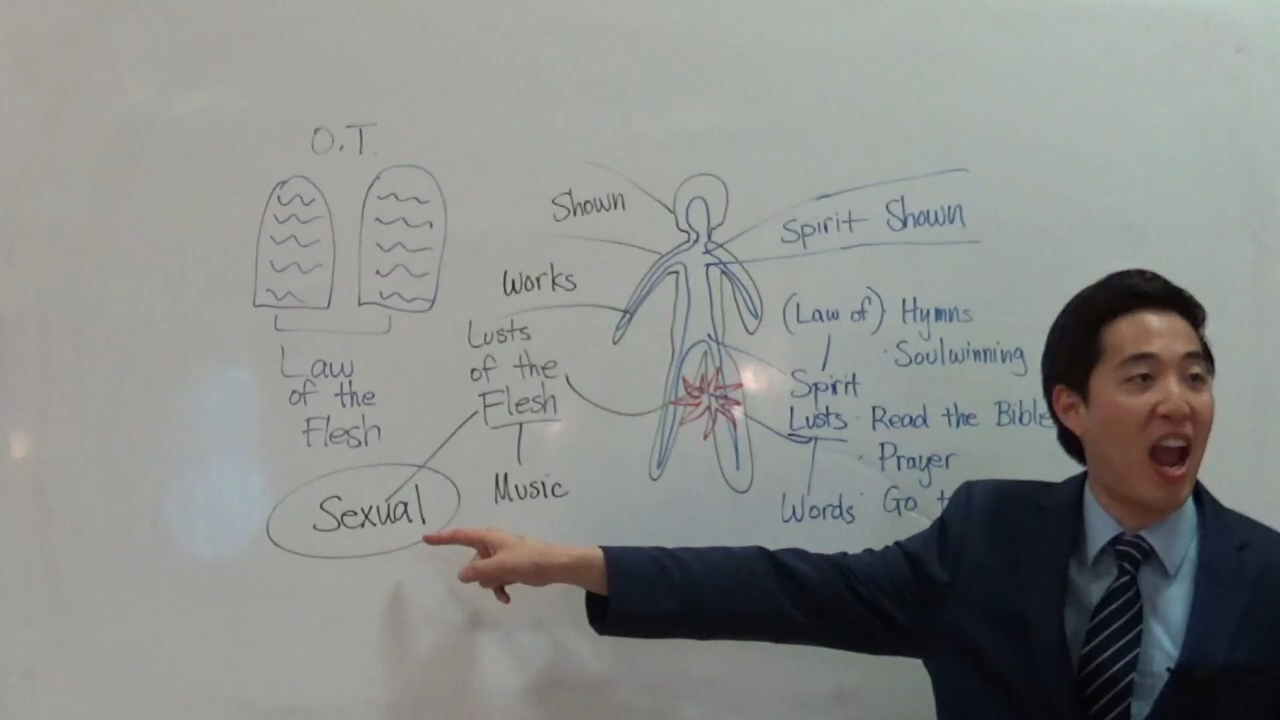 O.T.
Law
of the
Flesh
Sexual
Shown
Works
Lusts
of the
Flesh
Music
Spirit Shown
(Law of) Hymns
· Soulwinning
Spirit
Lusts · Read the Bible
· Prayer
Words · Go